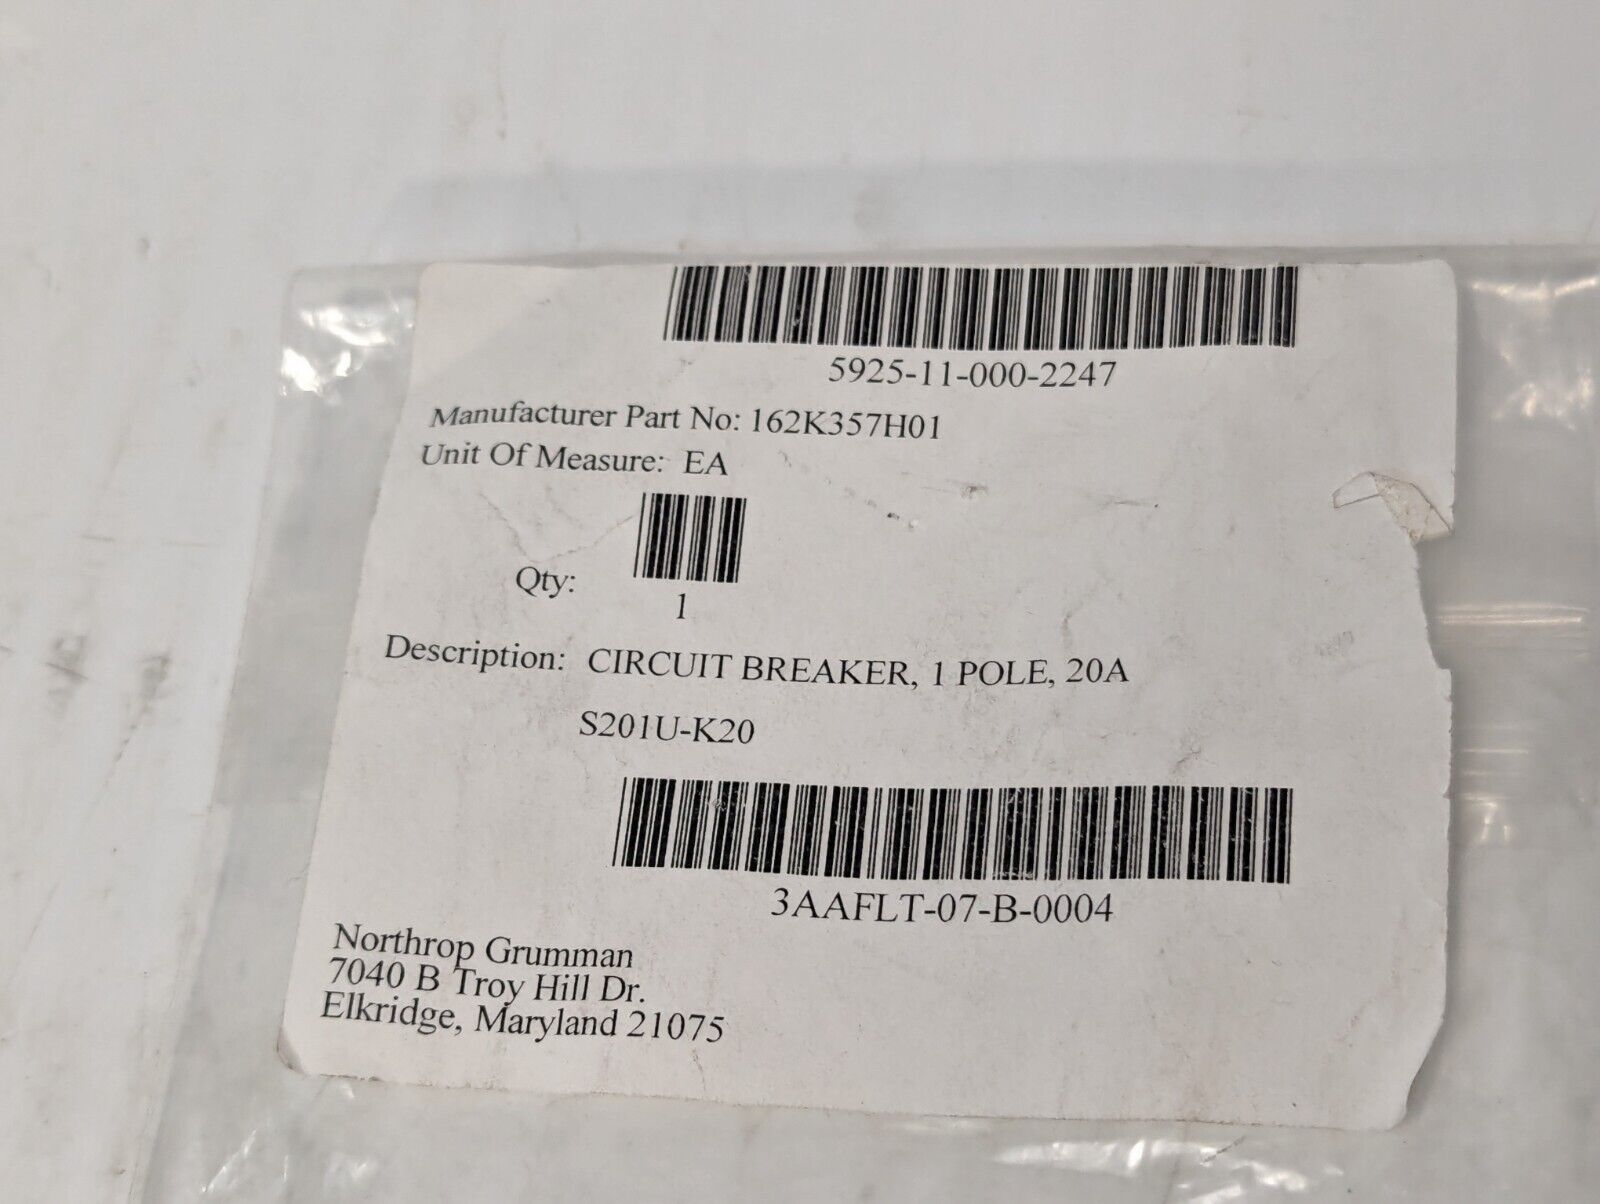 5925-11-000-2247
Manufacturer Part No: 162K357H01
Unit Of Measure: EA
Qty:
1
Description: CIRCUIT BREAKER, 1 POLE, 20A
S201U-K20
3AAFLT-07-B-0004
Northrop Grumman
7040 B Troy Hill Dr.
Elkridge, Maryland 21075